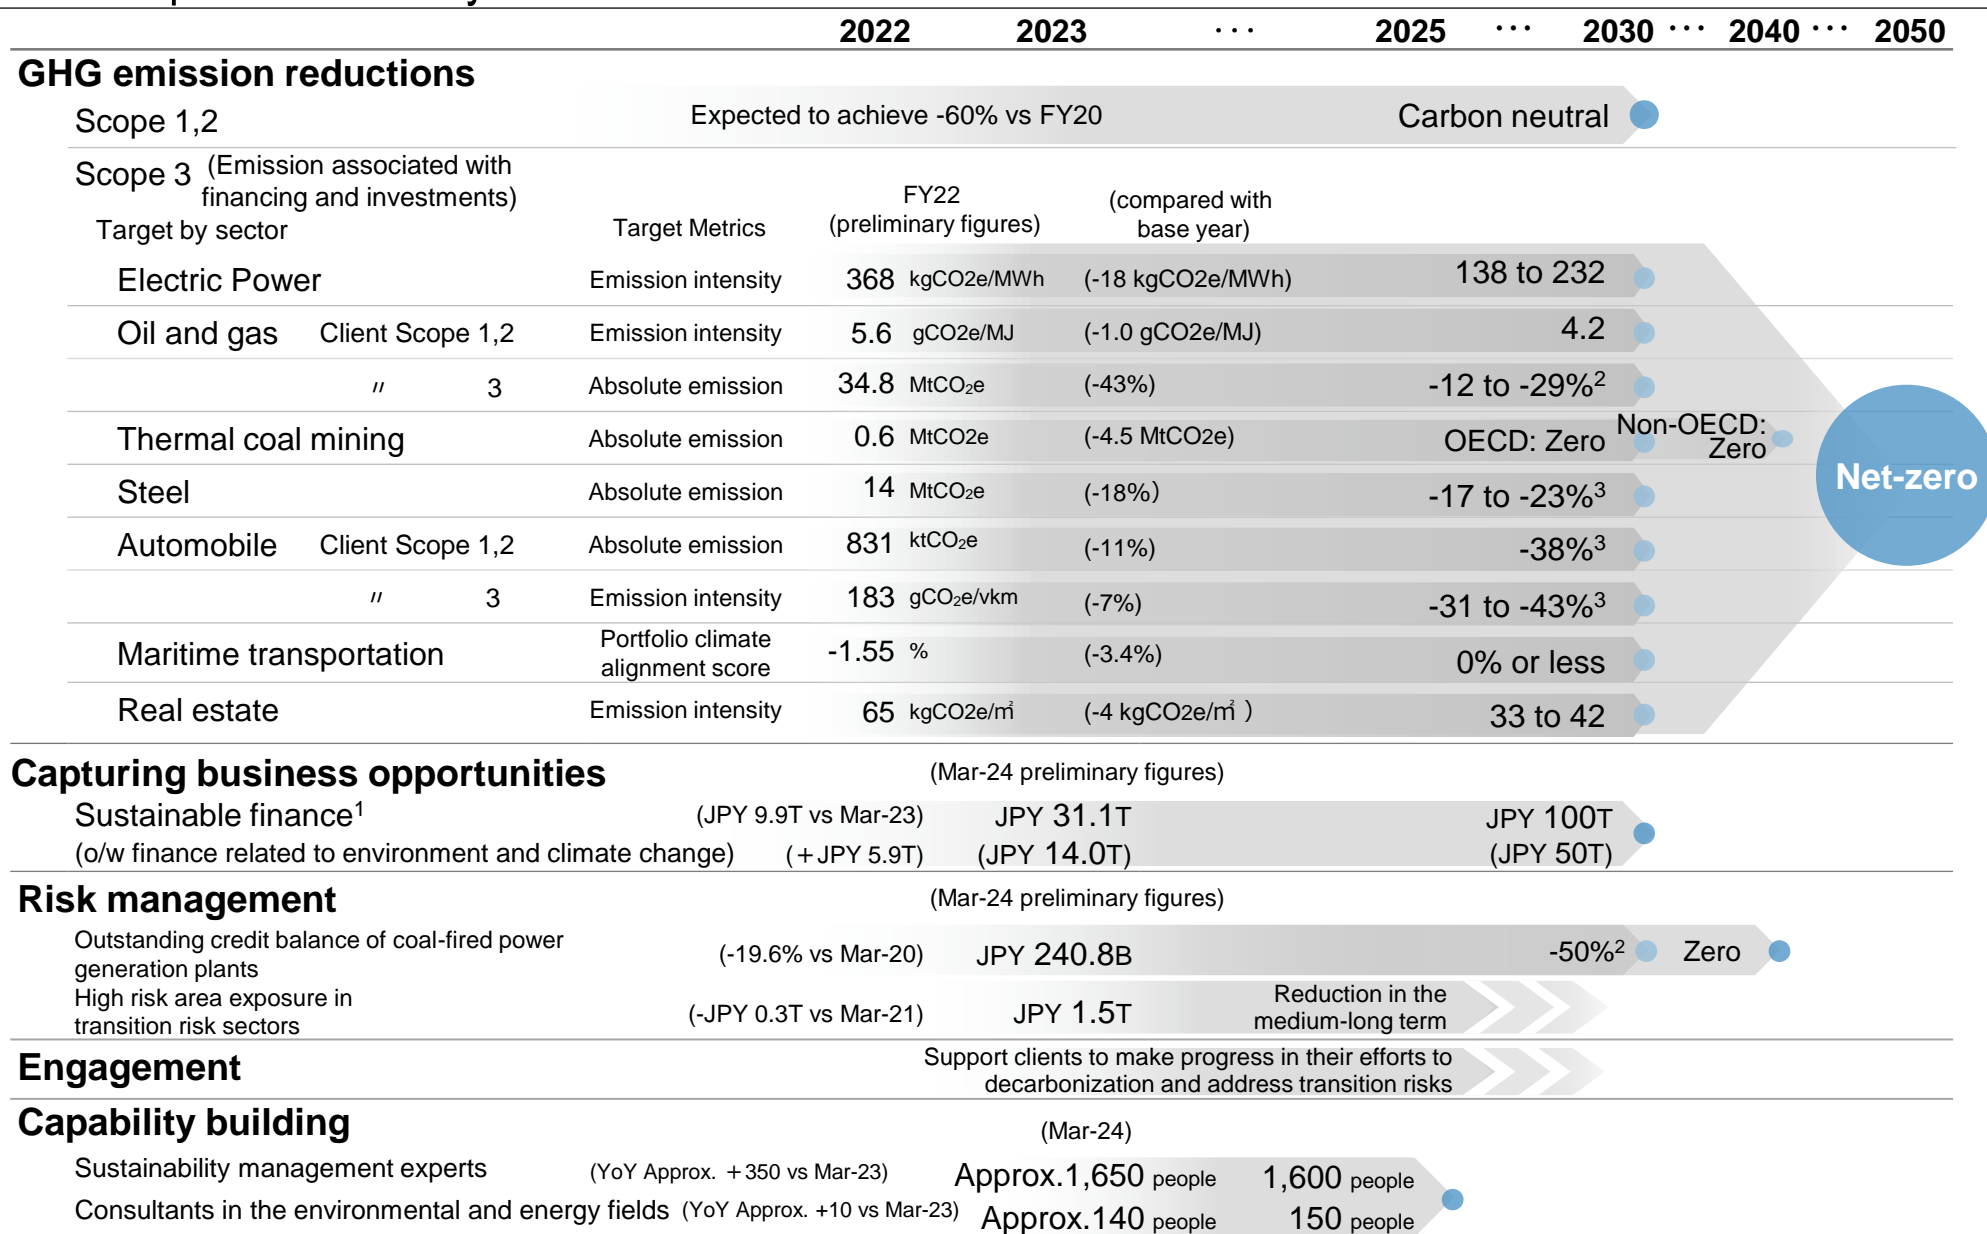 2022 2023 ··· 2025 ··· 2030 ··· 2040 ··· 2050
GHG emission reductions
Scope 1,2 Expected to achieve -60% vs FY20 Carbon neutral
Scope 3 (Emission associated with financing and investments)
FY22 (preliminary figures) (compared with base year)
Target by sector Target Metrics
Electric Power Emission intensity 368 kgCO2e/MWh (-18 kgCO2e/MWh) 138 to 232
Oil and gas Client Scope 1,2 Emission intensity 5.6 gCO2e/MJ (-1.0 gCO2e/MJ) 4.2
〃 3 Absolute emission 34.8 MtCO₂e (-43%) -12 to -29%²
Thermal coal mining Absolute emission 0.6 MtCO2e (-4.5 MtCO2e) OECD: Zero Non-OECD: Zero
Steel Absolute emission 14 MtCO₂e (-18%) -17 to -23%³
Net-zero
Automobile Client Scope 1,2 Absolute emission 831 ktCO₂e (-11%) -38%³
〃 3 Emission intensity 183 gCO₂e/vkm (-7%) -31 to -43%³
Maritime transportation Portfolio climate alignment score -1.55 % (-3.4%) 0% or less
Real estate Emission intensity 65 kgCO2e/㎡ (-4 kgCO2e/㎡ ) 33 to 42
Capturing business opportunities (Mar-24 preliminary figures)
Sustainable finance¹ (JPY 9.9T vs Mar-23) JPY 31.1T JPY 100T
(o/w finance related to environment and climate change) (+JPY 5.9T) (JPY 14.0T) (JPY 50T)
Risk management (Mar-24 preliminary figures)
Outstanding credit balance of coal-fired power generation plants (-19.6% vs Mar-20) JPY 240.8B -50%² Zero
High risk area exposure in transition risk sectors (-JPY 0.3T vs Mar-21) JPY 1.5T Reduction in the medium-long term
Engagement Support clients to make progress in their efforts to decarbonization and address transition risks
Capability building (Mar-24)
Sustainability management experts (YoY Approx. +350 vs Mar-23) Approx.1,650 people 1,600 people
Consultants in the environmental and energy fields (YoY Approx. +10 vs Mar-23) Approx.140 people 150 people